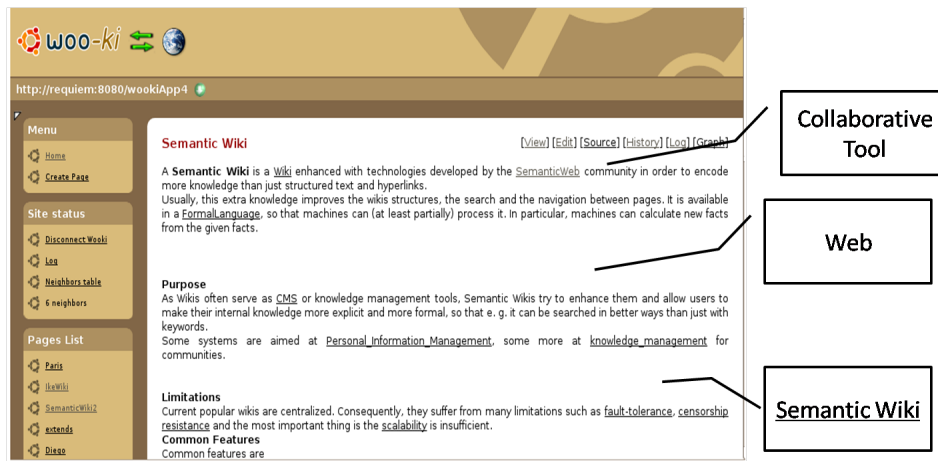 woo-ki
http://requiem:8080/wookiApp4
Menu
Home
Create Page
Site status
Disconnect Wooki
Log
Neighbors table
6 neighbors
Pages List
Paris
IkeWiki
SemanticWiki2
extends
Diego
Semantic Wiki
[View] [Edit] [Source] [History] [Log] [Graph]
A Semantic Wiki is a Wiki enhanced with technologies developed by the SemanticWeb community in order to encode
more knowledge than just structured text and hyperlinks.
Usually, this extra knowledge improves the wikis structures, the search and the navigation between pages. It is available
in a FormalLanguage, so that machines can (at least partially) process it. In particular, machines can calculate new facts
from the given facts.
Purpose
As Wikis often serve as CMS or knowledge management tools, Semantic Wikis try to enhance them and allow users to
make their internal knowledge more explicit and more formal, so that e. g. it can be searched in better ways than just with
keywords.
Some systems are aimed at Personal_Information_Management, some more at knowledge_management for
communities.
Limitations
Current popular wikis are centralized. Consequently, they suffer from many limitations such as fault-tolerance, censorship
resistance and the most important thing is the scalability is insufficient.
Common Features
Common features are
Collaborative
Tool
Web
Semantic Wiki